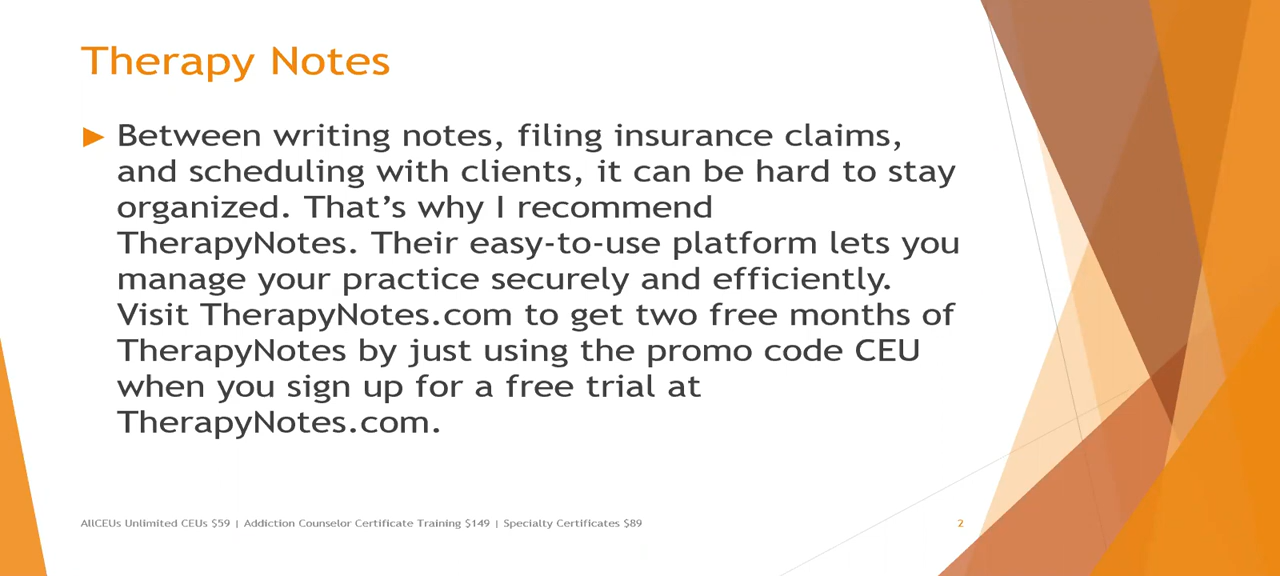 Therapy Notes
Between writing notes, filing insurance claims,
and scheduling with clients, it can be hard to stay
organized. That’s why I recommend
TherapyNotes. Their easy-to-use platform lets you
manage your practice securely and efficiently.
Visit TherapyNotes.com to get two free months of
TherapyNotes by just using the promo code CEU
when you sign up for a free trial at
TherapyNotes.com.
AllCEUs Unlimited CEUs $59 | Addiction Counselor Certificate Training $149 | Specialty Certificates $89
2